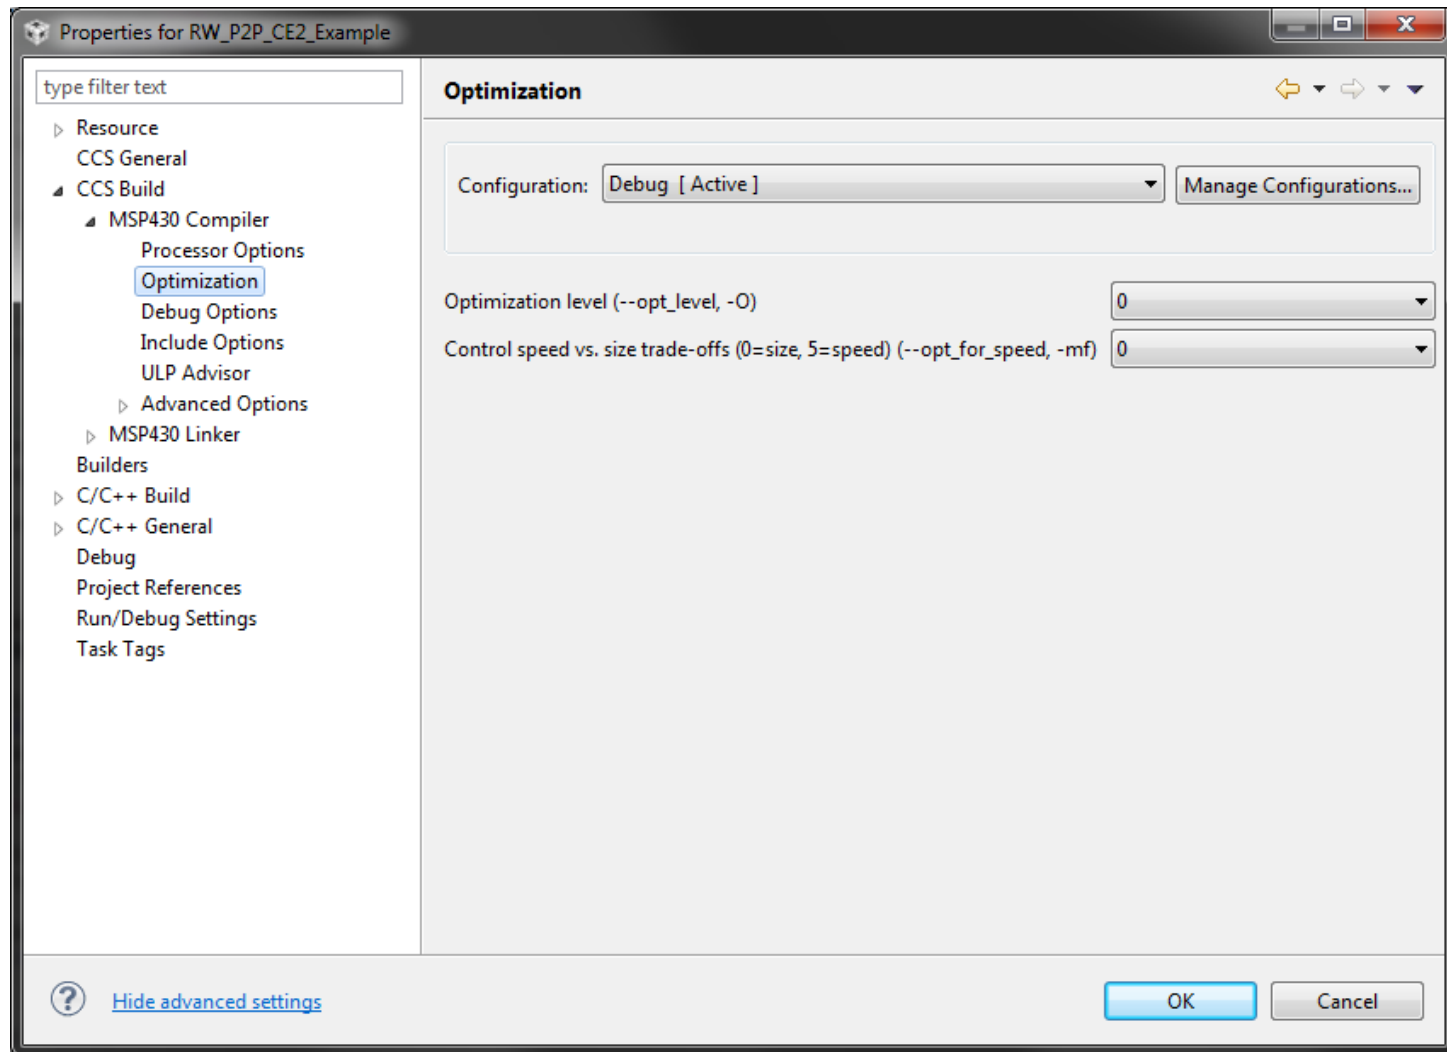 Properties for RW_P2P_CE2_Example
type filter text
Resource
CCS General
CCS Build
MSP430 Compiler
Processor Options
Optimization
Debug Options
Include Options
ULP Advisor
Advanced Options
MSP430 Linker
Builders
C/C++ Build
C/C++ General
Debug
Project References
Run/Debug Settings
Task Tags
Optimization
Configuration: Debug [ Active ] Manage Configurations...
Optimization level (--opt_level, -O) 0
Control speed vs. size trade-offs (0=size, 5=speed) (--opt_for_speed, -mf) 0
? Hide advanced settings OK Cancel